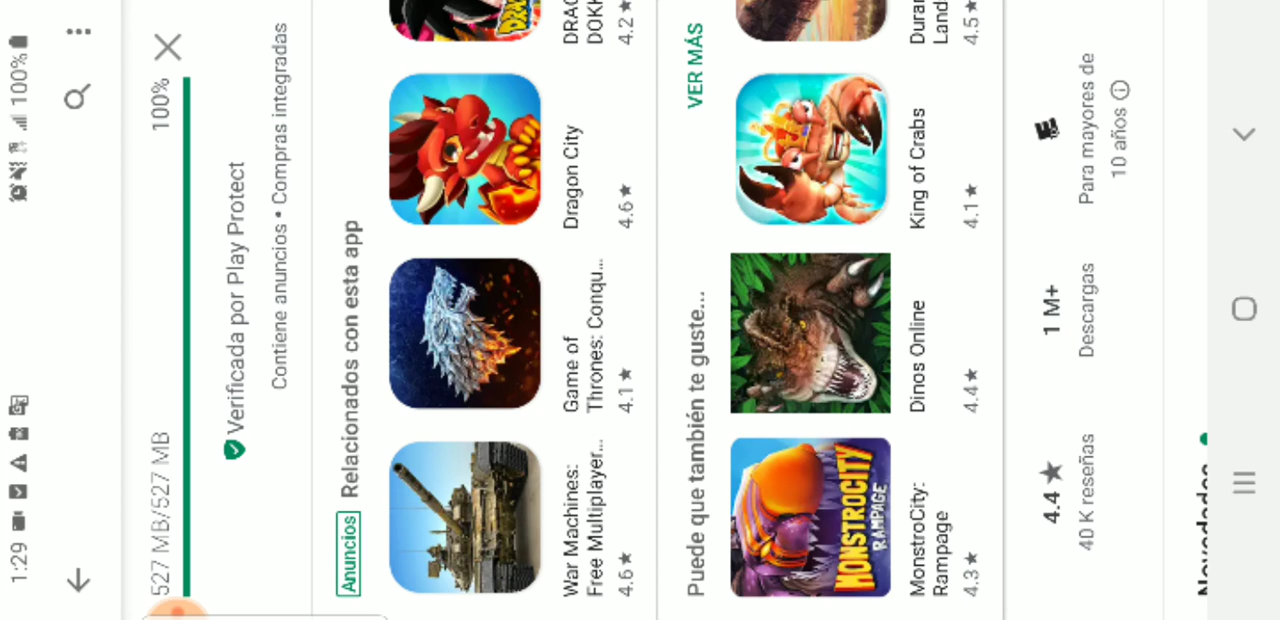 1:29
100%
527 MB/527 MB
100%
Verificada por Play Protect
Contiene anuncios • Compras integradas
Anuncios
Relacionados con esta app
War Machines:
Free Multiplayer...
4.6★
Game of
Thrones: Conqu...
4.1★
Dragon City
4.6★
4.2★
Puede que también te guste...
VER MÁS
MONSTROCITY
RAMPAGE
MonstroCity:
Rampage
4.3★
Dinos Online
4.4★
King of Crabs
4.1★
4.5★
4.4 ★
40 K reseñas
1 M+
Descargas
E
Para mayores de
10 años
Novedades